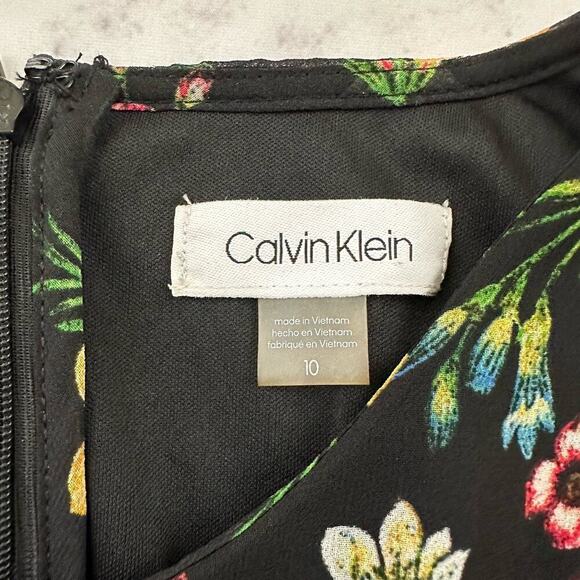 Calvin Klein
made in Vietnam
hecho en Vietnam
fabriqué en Vietnam
10